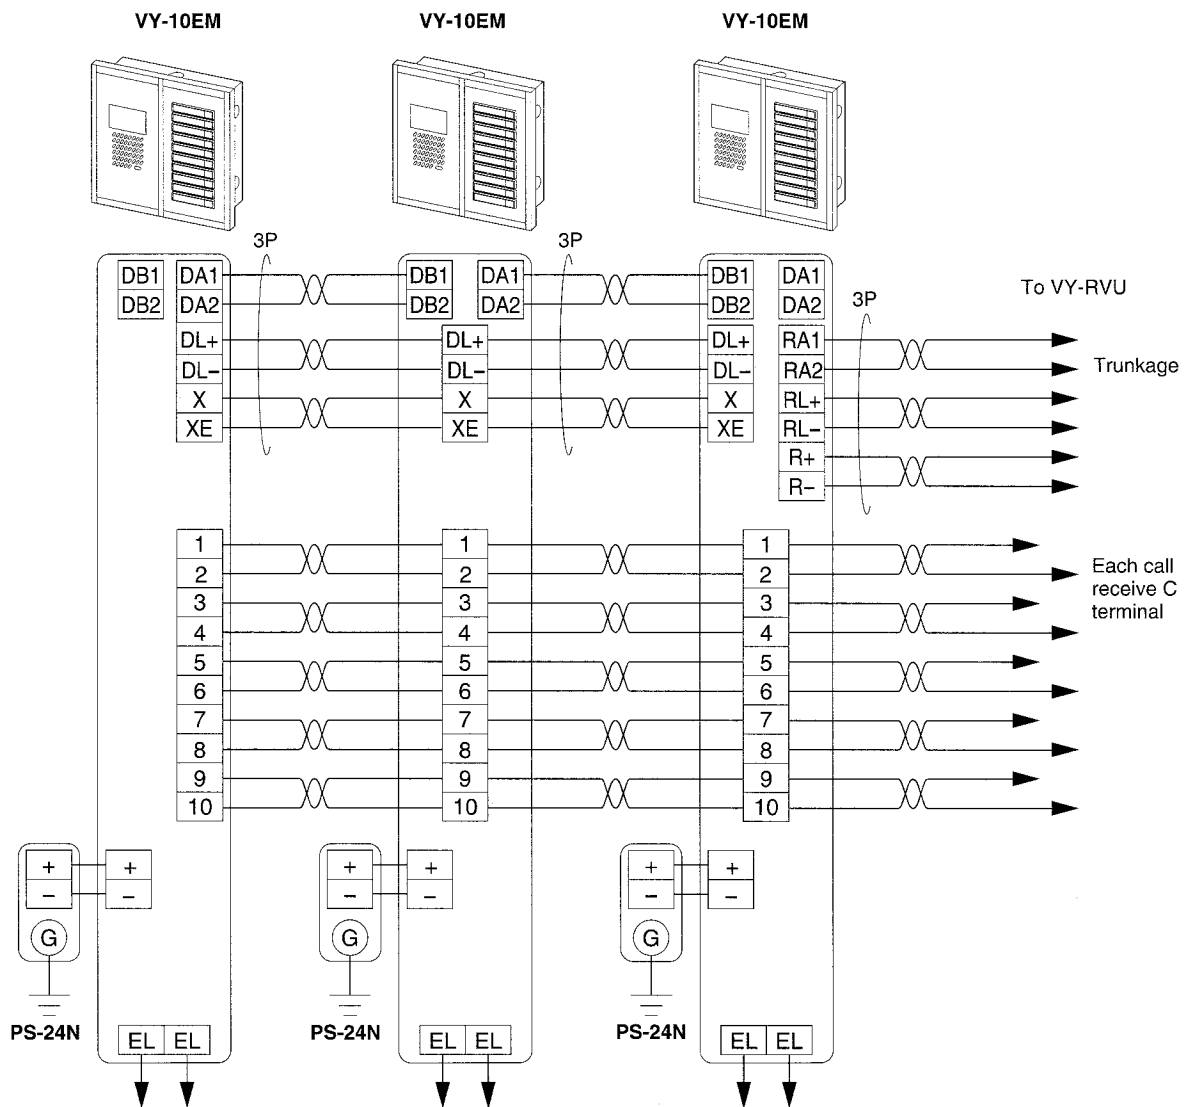 VY-10EM VY-10EM VY-10EM
3P 3P
DB1 DA1 DB1 DA1 DB1 DA1
To VY-RVU
DB2 DA2 DB2 DA2 DB2 DA2
3P
DL+ DL+ DL+ RA1
DL− DL− DL− RA2
Trunkage
X X X RL+
XE XE XE RL−
R+
R−
1 1 1
2 2 2
Each call
receive C
terminal
3 3 3
4 4 4
5 5 5
6 6 6
7 7 7
8 8 8
9 9 9
10 10 10
+ + + + + +
− − − − − −
G G G
PS-24N PS-24N PS-24N
EL EL EL EL EL EL